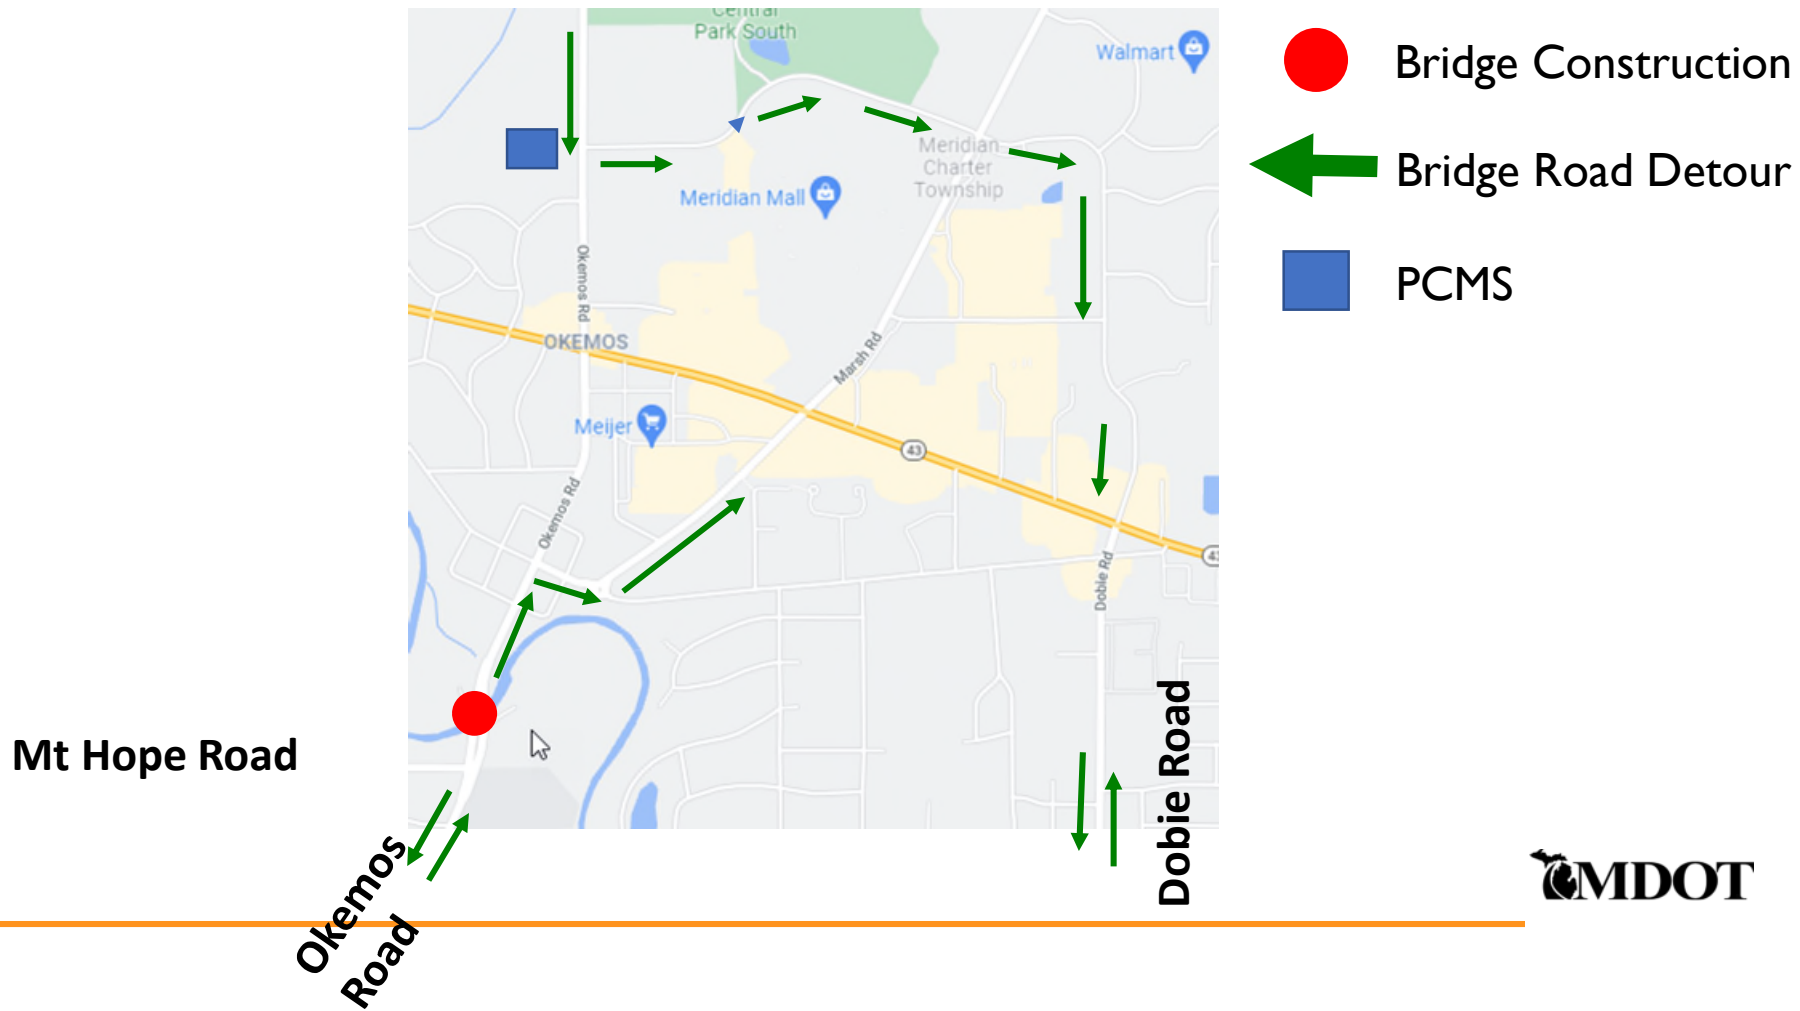 Central
Park South
Walmart
Bridge Construction
Meridian
Charter
Township
Bridge Road Detour
Meridian Mall
Okemos Rd
PCMS
OKEMOS
Marsh Rd
Meijer
43
Okemos Rd
43
Dobie Rd
Mt Hope Road
Dobie Road
Okemos
Road
MDOT